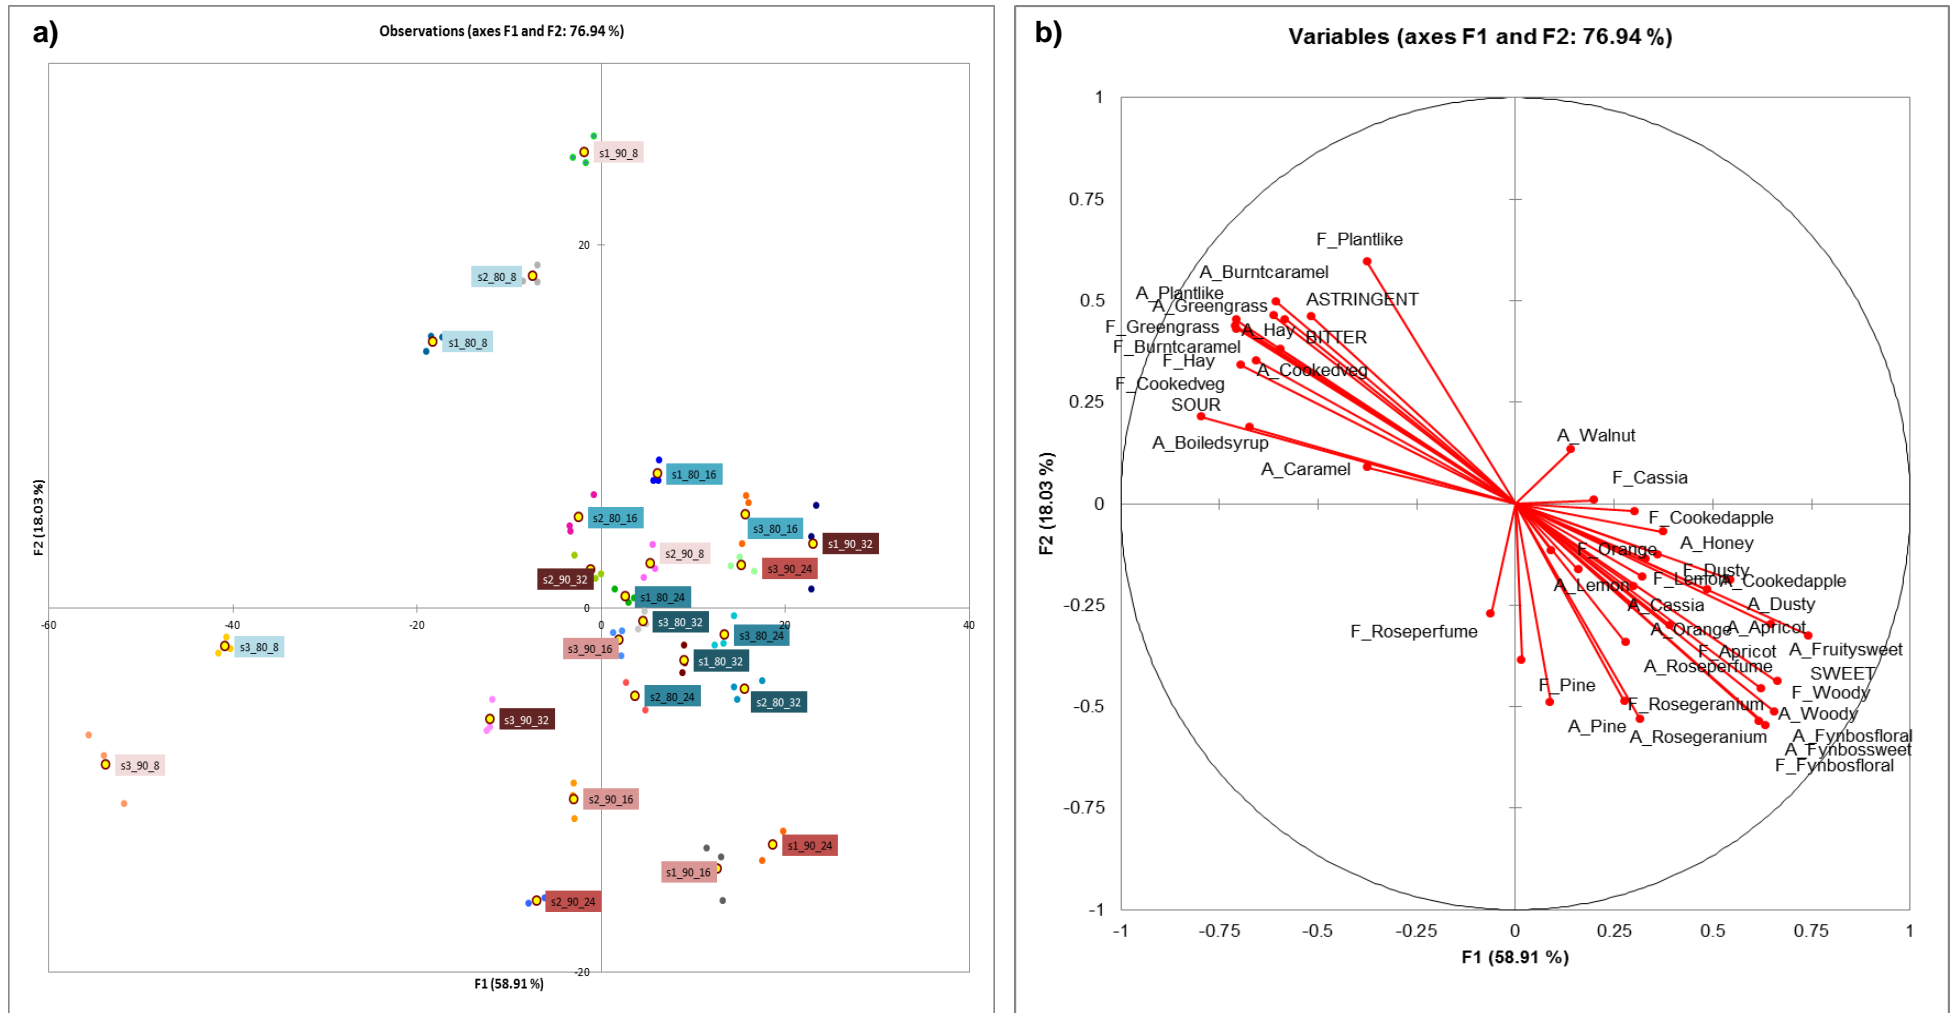 a)
Observations (axes F1 and F2: 76.94 %)
s1_90_8
20
s2_80_8
s1_80_8
s1_80_16
s2_80_16
s3_80_16
s1_90_32
s2_90_8
s3_90_24
s2_90_32
s1_80_24
0
-60
-40
-20
0
20
40
s3_80_32
s3_80_24
s3_90_16
s3_80_8
s1_80_32
s2_80_24
s2_80_32
s3_90_32
s3_90_8
s2_90_16
s1_90_24
s1_90_16
s2_90_24
-20
F2 (18.03 %)
F1 (58.91 %)
b)
Variables (axes F1 and F2: 76.94 %)
1
0.75
0.5
0.25
0
-0.25
-0.5
-0.75
-1
F_Plantlike
A_Burntcaramel
A_Plantlike
ASTRINGENT
A_Greengrass
F_Greengrass
A_Hay
BITTER
F_Burntcaramel
F_Hay
A_Cookedveg
F_Cookedveg
SOUR
A_Boiledsyrup
A_Caramel
A_Walnut
F_Cassia
F_Cookedapple
A_Honey
F_Orange
F_Dusty
F_Lemon
A_Cookedapple
A_Lemon
A_Cassia
A_Dusty
A_Orange
A_Apricot
F_Roseperfume
F_Apricot
A_Fruitysweet
A_Roseperfume
SWEET
F_Pine
F_Woody
F_Rosegeranium
A_Woody
A_Pine
A_Rosegeranium
A_Fynbosfloral
A_Fynbossweet
F_Fynbosfloral
-1
-0.75
-0.5
-0.25
0
0.25
0.5
0.75
1
F2 (18.03 %)
F1 (58.91 %)